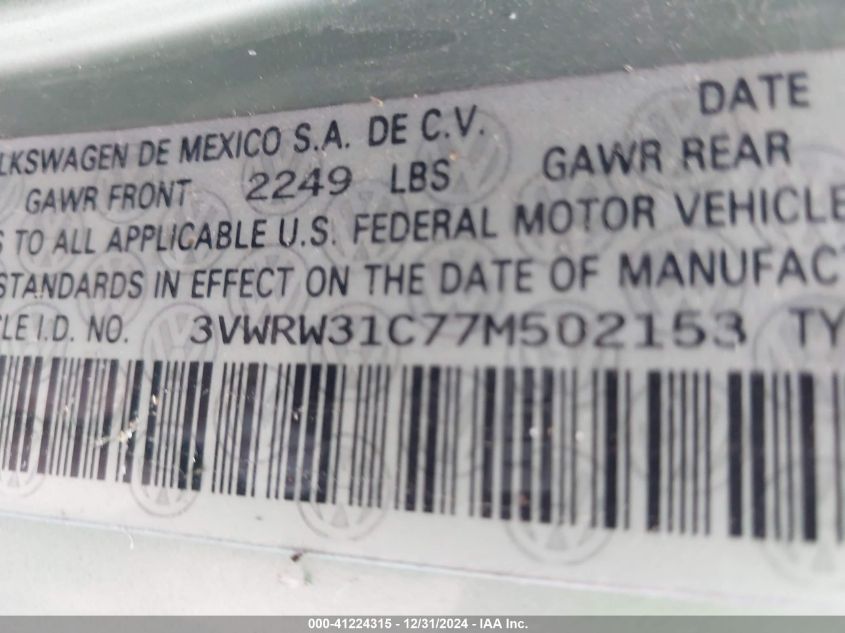 DATE
LKSWAGEN DE MEXICO S.A. DE C.V.
GAWR FRONT 2249 LBS GAWR REAR
S TO ALL APPLICABLE U.S. FEDERAL MOTOR VEHICLE
STANDARDS IN EFFECT ON THE DATE OF MANUFACT
CLE I.D. NO. 3VWRW31C77M502153 TY
000-41224315 - 12/31/2024 - IAA Inc.